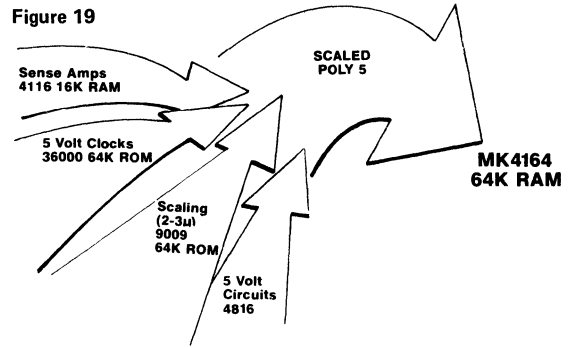 Figure 19
SCALED
POLY 5
Sense Amps
4116 16K RAM
5 Volt Clocks
36000 64K ROM
MK4164
64K RAM
Scaling
(2-3μ)
9009
64K ROM
5 Volt
Circuits
4816